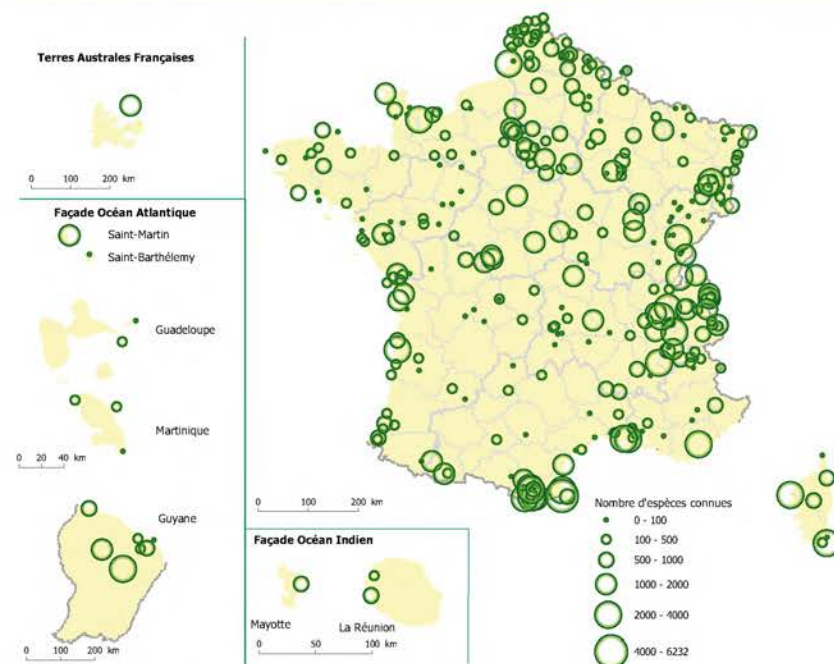 Terres Australes Françaises
0 100 200 km
Façade Océan Atlantique
Saint-Martin
Saint-Barthélemy
Guadeloupe
Martinique
0 20 40 km
Guyane
0 100 200 km
0 100 200 km
Façade Océan Indien
Mayotte
La Réunion
0 50 100 km
Nombre d'espèces connues
0 - 100
100 - 500
500 - 1000
1000 - 2000
2000 - 4000
4000 - 6232